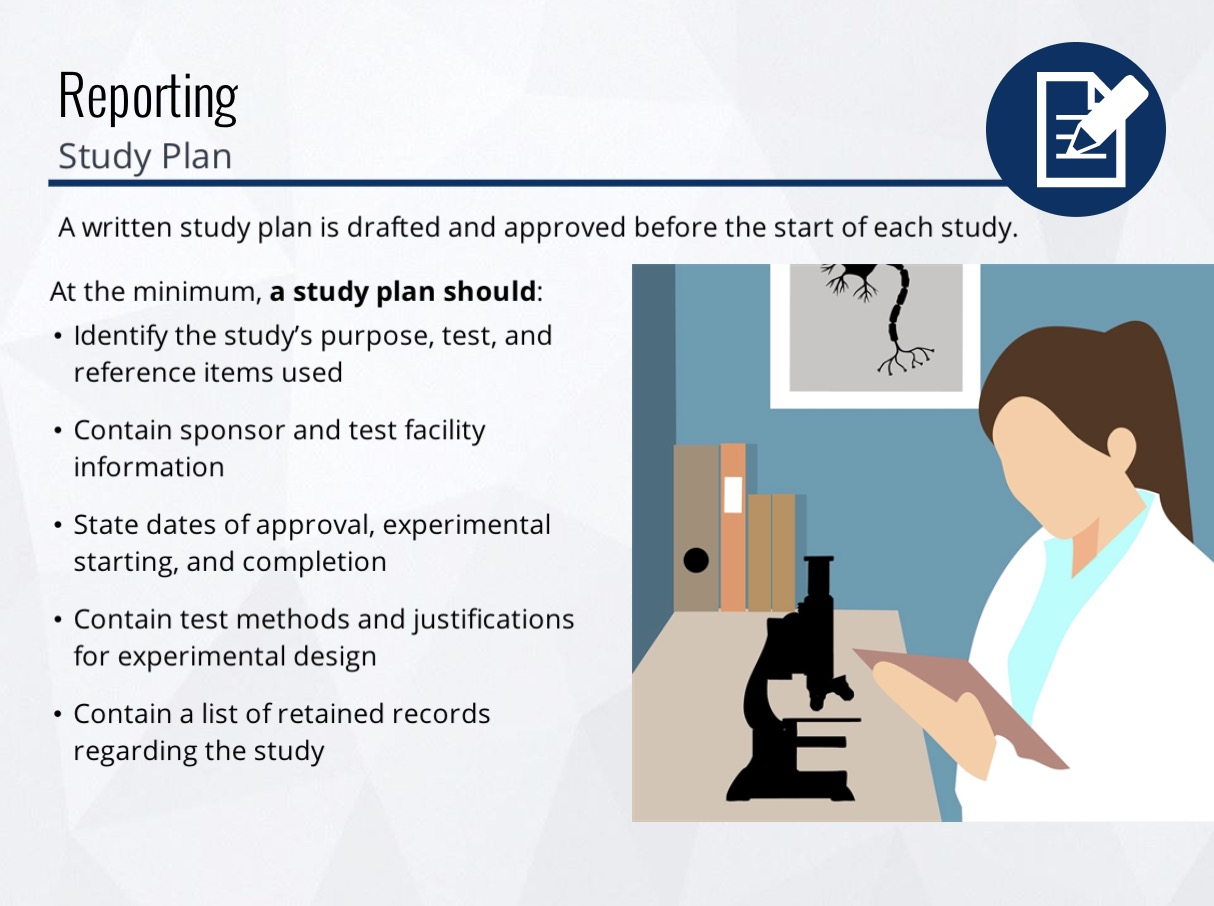 Reporting
Study Plan
A written study plan is drafted and approved before the start of each study.
At the minimum, a study plan should:
• Identify the study’s purpose, test, and
reference items used
• Contain sponsor and test facility
information
• State dates of approval, experimental
starting, and completion
• Contain test methods and justifications
for experimental design
• Contain a list of retained records
regarding the study